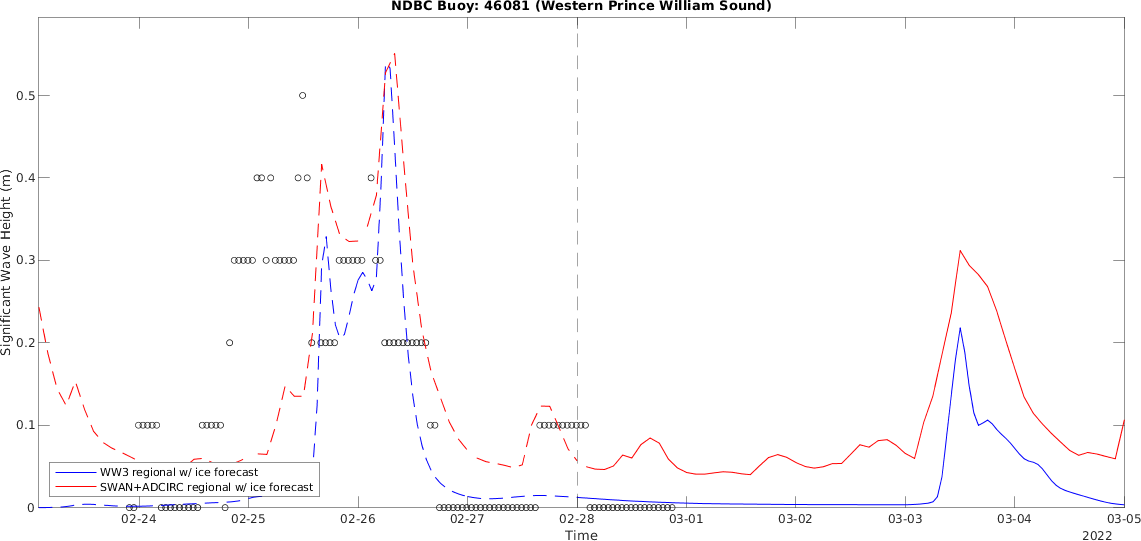 NDBC Buoy: 46081 (Western Prince William Sound)
Significant Wave Height (m)
0.5
0.4
0.3
0.2
0.1
0
WW3 regional w/ ice forecast
SWAN+ADCIRC regional w/ ice forecast
02-24 02-25 02-26 02-27 02-28 03-01 03-02 03-03 03-04 03-05
Time
2022